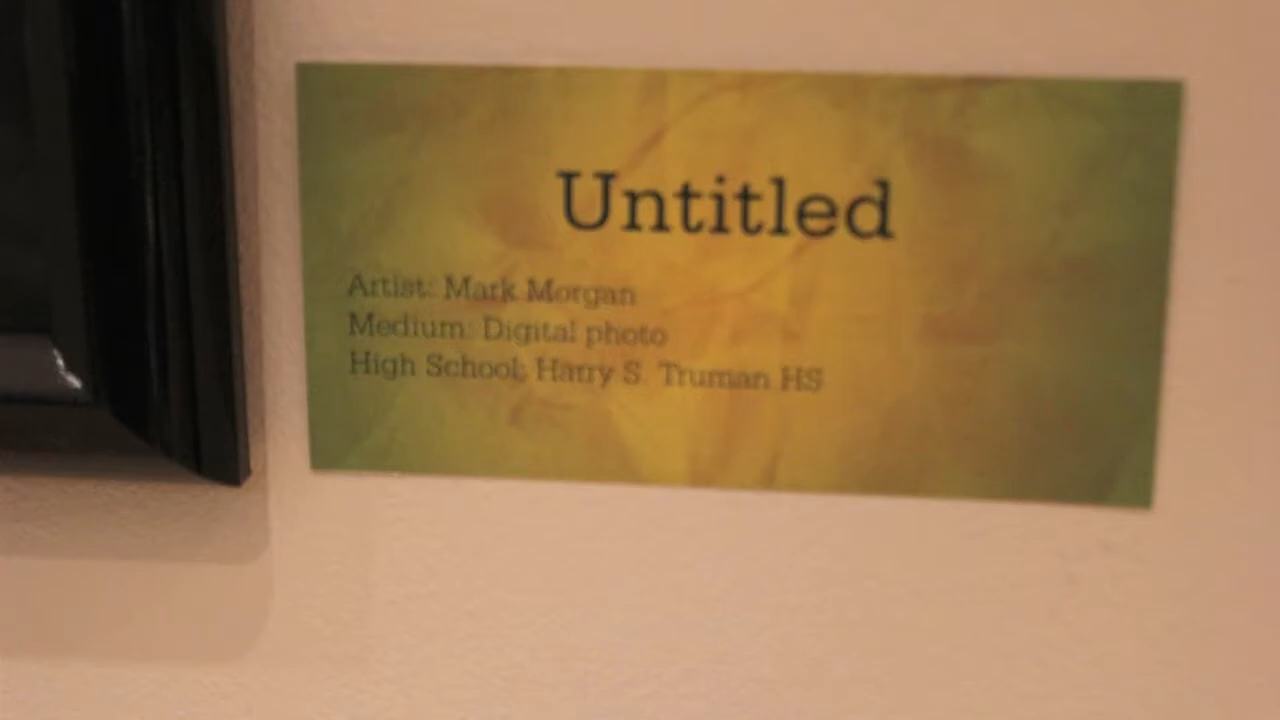 Untitled
Artist: Mark Morgan
Medium: Digital photo
High School: Harry S. Truman HS